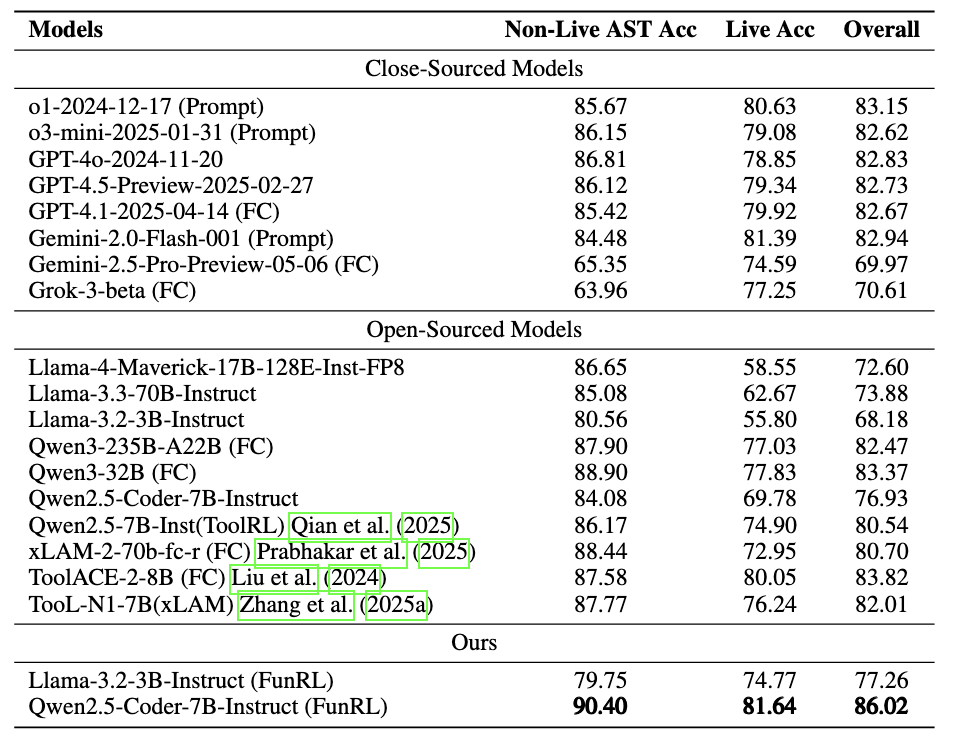 Models Non-Live AST Acc Live Acc Overall
Close-Sourced Models
o1-2024-12-17 (Prompt) 85.67 80.63 83.15
o3-mini-2025-01-31 (Prompt) 86.15 79.08 82.62
GPT-4o-2024-11-20 86.81 78.85 82.83
GPT-4.5-Preview-2025-02-27 86.12 79.34 82.73
GPT-4.1-2025-04-14 (FC) 85.42 79.92 82.67
Gemini-2.0-Flash-001 (Prompt) 84.48 81.39 82.94
Gemini-2.5-Pro-Preview-05-06 (FC) 65.35 74.59 69.97
Grok-3-beta (FC) 63.96 77.25 70.61
Open-Sourced Models
Llama-4-Maverick-17B-128E-Inst-FP8 86.65 58.55 72.60
Llama-3.3-70B-Instruct 85.08 62.67 73.88
Llama-3.2-3B-Instruct 80.56 55.80 68.18
Qwen3-235B-A22B (FC) 87.90 77.03 82.47
Qwen3-32B (FC) 88.90 77.83 83.37
Qwen2.5-Coder-7B-Instruct 84.08 69.78 76.93
Qwen2.5-7B-Inst(ToolRL) Qian et al. (2025) 86.17 74.90 80.54
xLAM-2-70b-fc-r (FC) Prabhakar et al. (2025) 88.44 72.95 80.70
ToolACE-2-8B (FC) Liu et al. (2024) 87.58 80.05 83.82
TooL-N1-7B(xLAM) Zhang et al. (2025a) 87.77 76.24 82.01
Ours
Llama-3.2-3B-Instruct (FunRL) 79.75 74.77 77.26
Qwen2.5-Coder-7B-Instruct (FunRL) 90.40 81.64 86.02